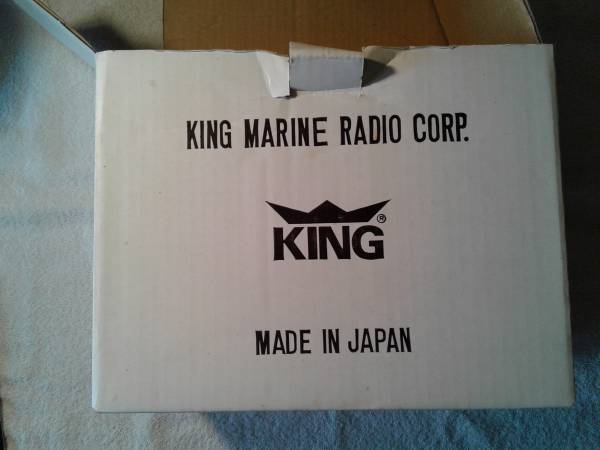 KING MARINE RADIO CORP.
KING®
MADE IN JAPAN